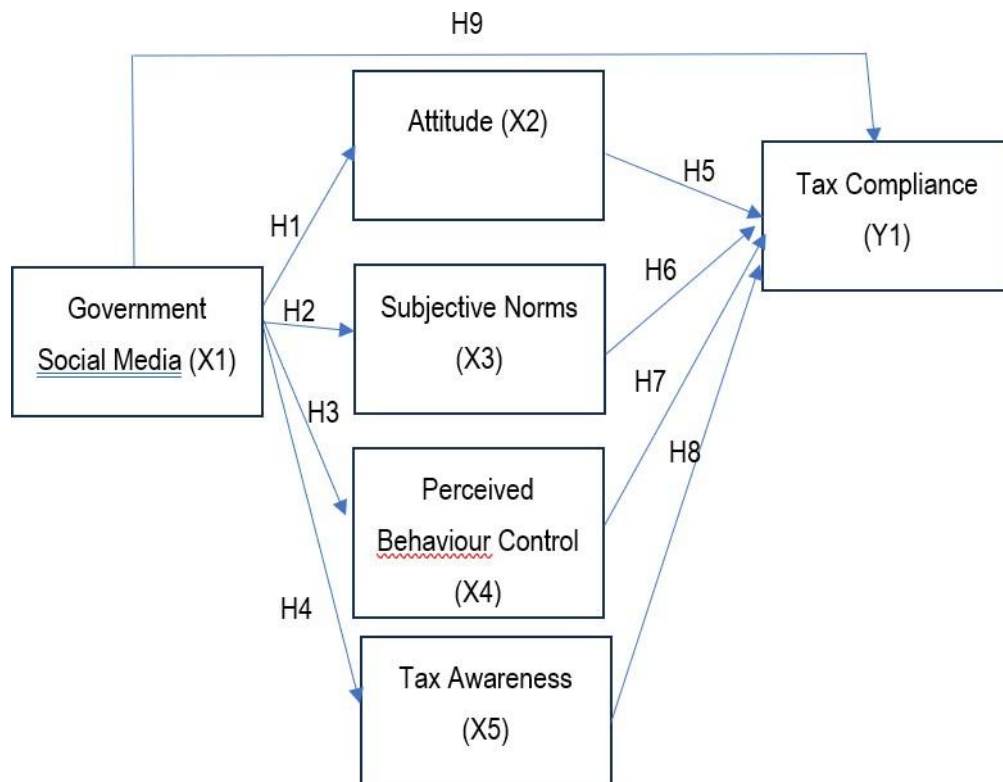 H9
Attitude (X2)
H5
Tax Compliance
(Y1)
H1
Government
Social Media (X1)
H2
Subjective Norms
(X3)
H6
H3
H7
Perceived
Behaviour Control
(X4)
H8
H4
Tax Awareness
(X5)